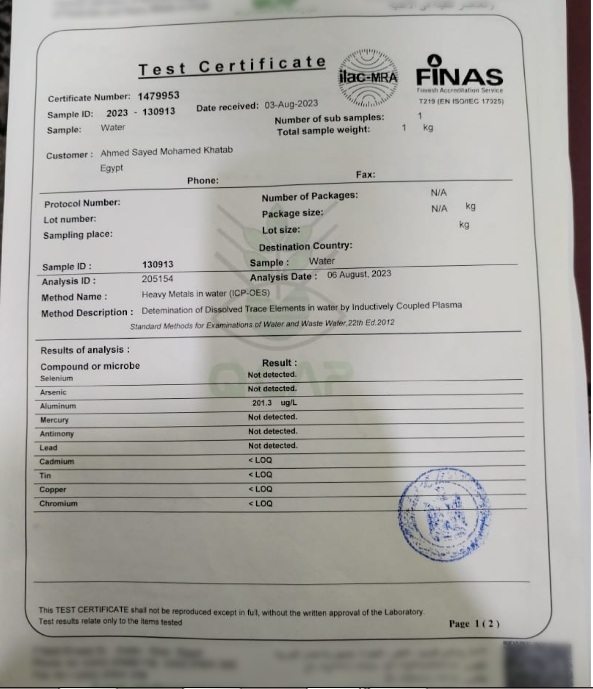 Test Certificate
ilac-MRA
FINAS
Finnish Accreditation Service
T219 (EN ISO/IEC 17025)
Certificate Number: 1479953
Sample ID: 2023 - 130913 Date received: 03-Aug-2023
Number of sub samples: 1
Sample: Water
Total sample weight: 1 kg
Customer : Ahmed Sayed Mohamed Khatab
Egypt
Phone: Fax:
Protocol Number: Number of Packages: N/A
Lot number: Package size: N/A kg
Sampling place: Lot size: kg
Destination Country:
Sample ID : 130913 Sample : Water
Analysis ID : 205154 Analysis Date : 06 August, 2023
Method Name : Heavy Metals in water (ICP-OES)
Method Description : Detemination of Dissolved Trace Elements in water by Inductively Coupled Plasma
Standard Methods for Examinations of Water and Waste Water,22th Ed.2012
Results of analysis :
Compound or microbe Result :
Selenium Not detected.
Arsenic Not detected.
Aluminum 201.3 ug/L
Mercury Not detected.
Antimony Not detected.
Lead Not detected.
Cadmium < LOQ
Tin < LOQ
Copper < LOQ
Chromium < LOQ
This TEST CERTIFICATE shall not be reproduced except in full, without the written approval of the Laboratory.
Test results relate only to the items tested
Page 1 ( 2 )